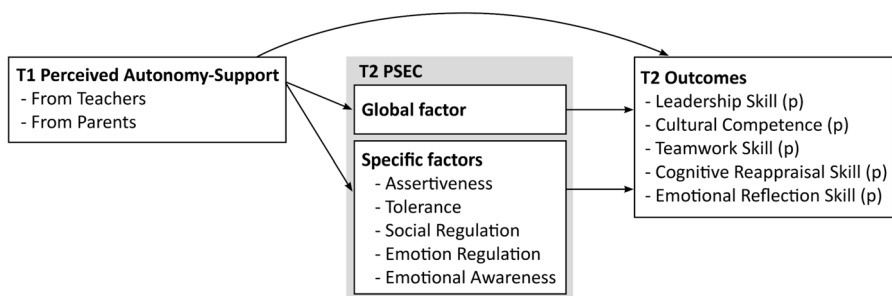 T1 Perceived Autonomy-Support
- From Teachers
- From Parents
T2 PSEC
Global factor
Specific factors
- Assertiveness
- Tolerance
- Social Regulation
- Emotion Regulation
- Emotional Awareness
T2 Outcomes
- Leadership Skill (p)
- Cultural Competence (p)
- Teamwork Skill (p)
- Cognitive Reappraisal Skill (p)
- Emotional Reflection Skill (p)